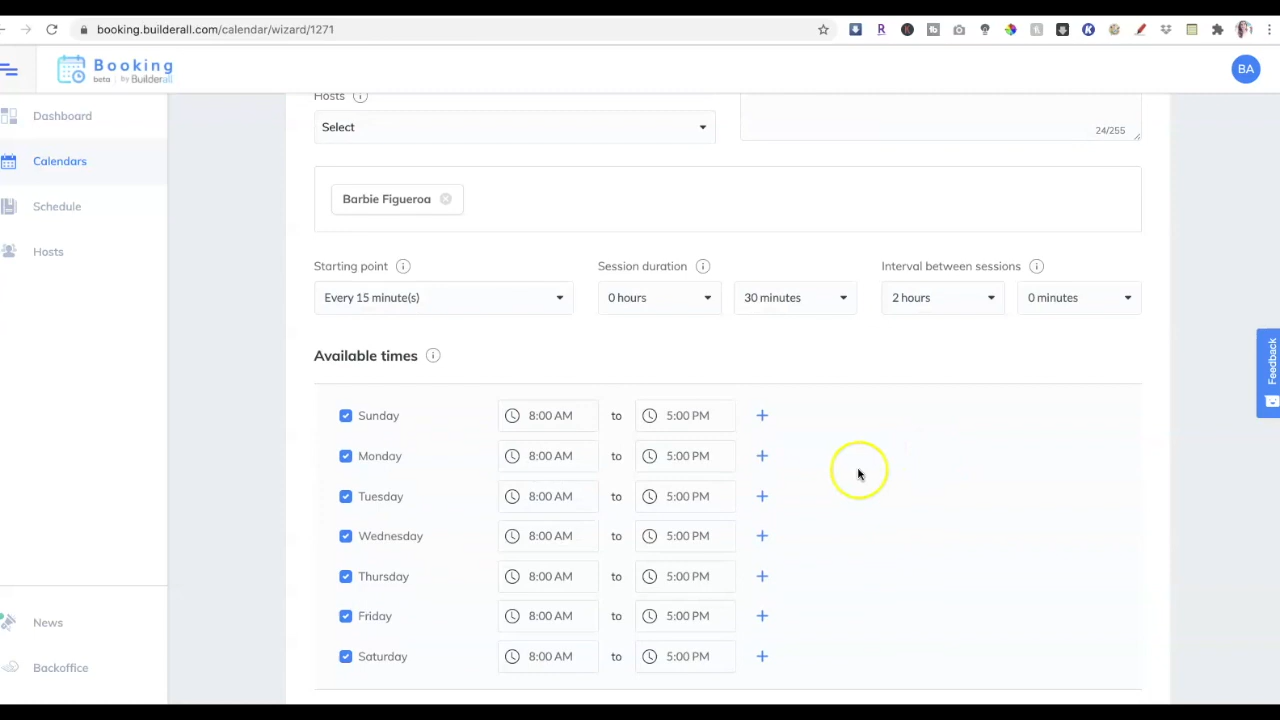 booking.builderall.com/calendar/wizard/1271
Booking
beta | by Builderall
BA
Dashboard
Calendars
Schedule
Hosts
News
Backoffice
Hosts
Select
24/255
Barbie Figueroa
Starting point
Session duration
Interval between sessions
Every 15 minute(s)
0 hours
30 minutes
2 hours
0 minutes
Available times
Sunday 8:00 AM to 5:00 PM
Monday 8:00 AM to 5:00 PM
Tuesday 8:00 AM to 5:00 PM
Wednesday 8:00 AM to 5:00 PM
Thursday 8:00 AM to 5:00 PM
Friday 8:00 AM to 5:00 PM
Saturday 8:00 AM to 5:00 PM
Feedback